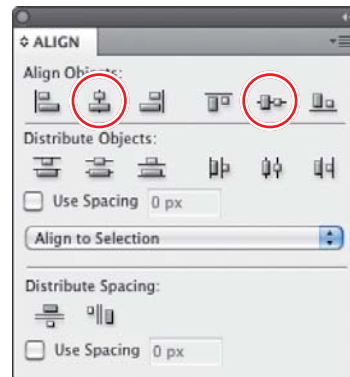 ALIGN
Align Objects:
Distribute Objects:
Use Spacing 0 px
Align to Selection
Distribute Spacing:
Use Spacing 0 px